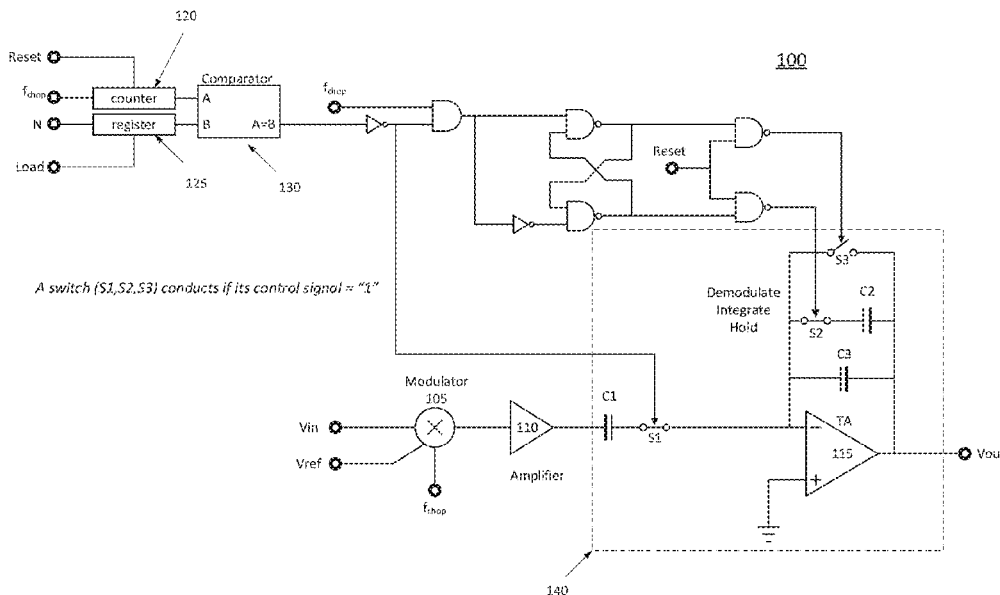 120
Reset
100
Comparator
fchop
counter
A
fchop
N
register
B
A=B
Reset
Load
125
130
S3
A switch (S1,S2,S3) conducts if its control signal = "1"
Demodulate
Integrate
Hold
C2
S2
C3
Modulator
105
C1
TA
Vin
110
S1
115
Vou
Vref
Amplifier
fchop
140